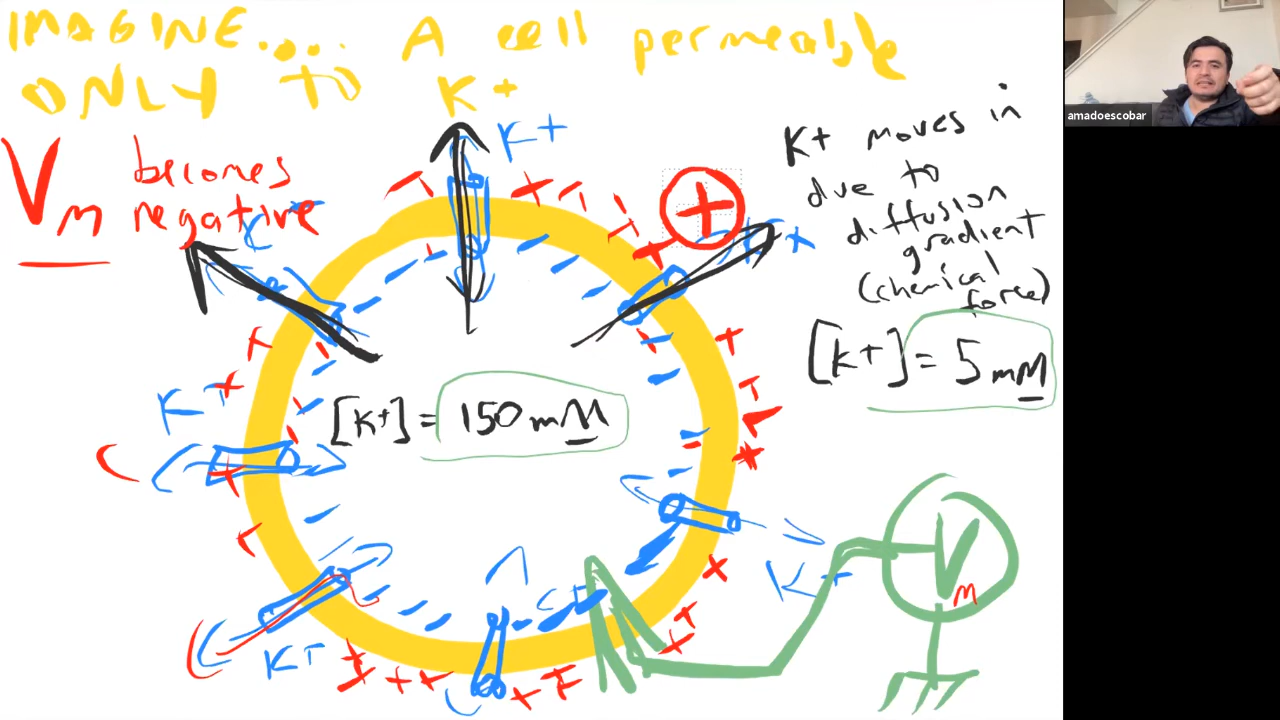 IMAGINE.... A cell permeable
ONLY TO K+
Vm becomes
negative
K+
K+ moves in
due to
diffusion
gradient
(chemical
force)
[K+] = 5 mM
[K+] = 150 mM
K+
K+
K+
Vm
amadoescobar